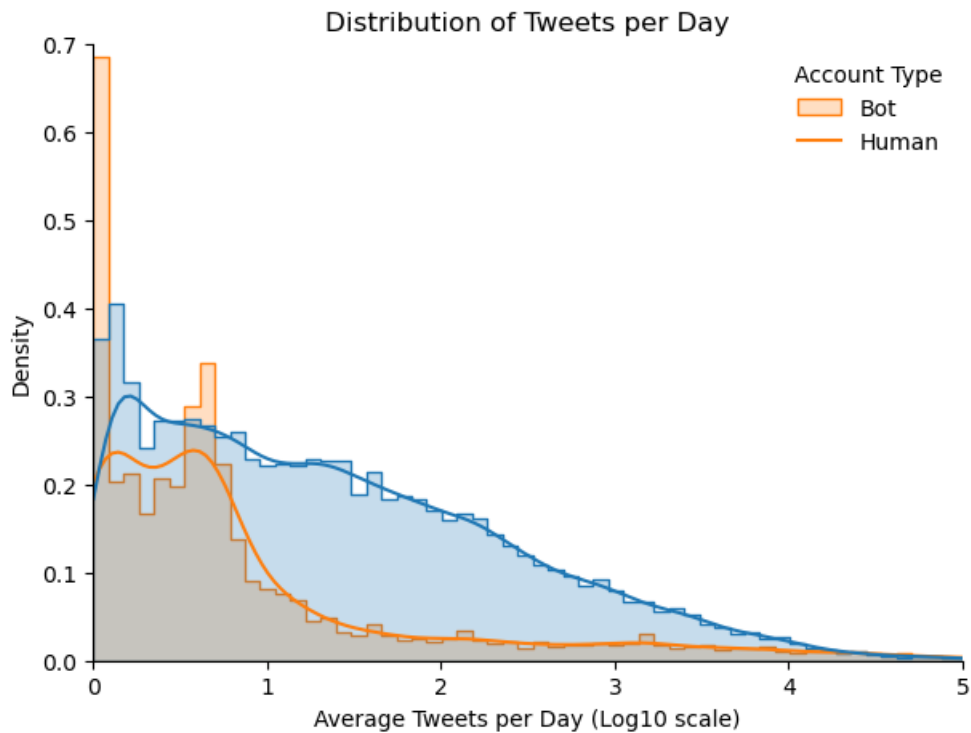 Distribution of Tweets per Day
0.7
0.6
0.5
0.4
0.3
0.2
0.1
0.0
Density
Account Type
Bot
Human
0 1 2 3 4 5
Average Tweets per Day (Log10 scale)